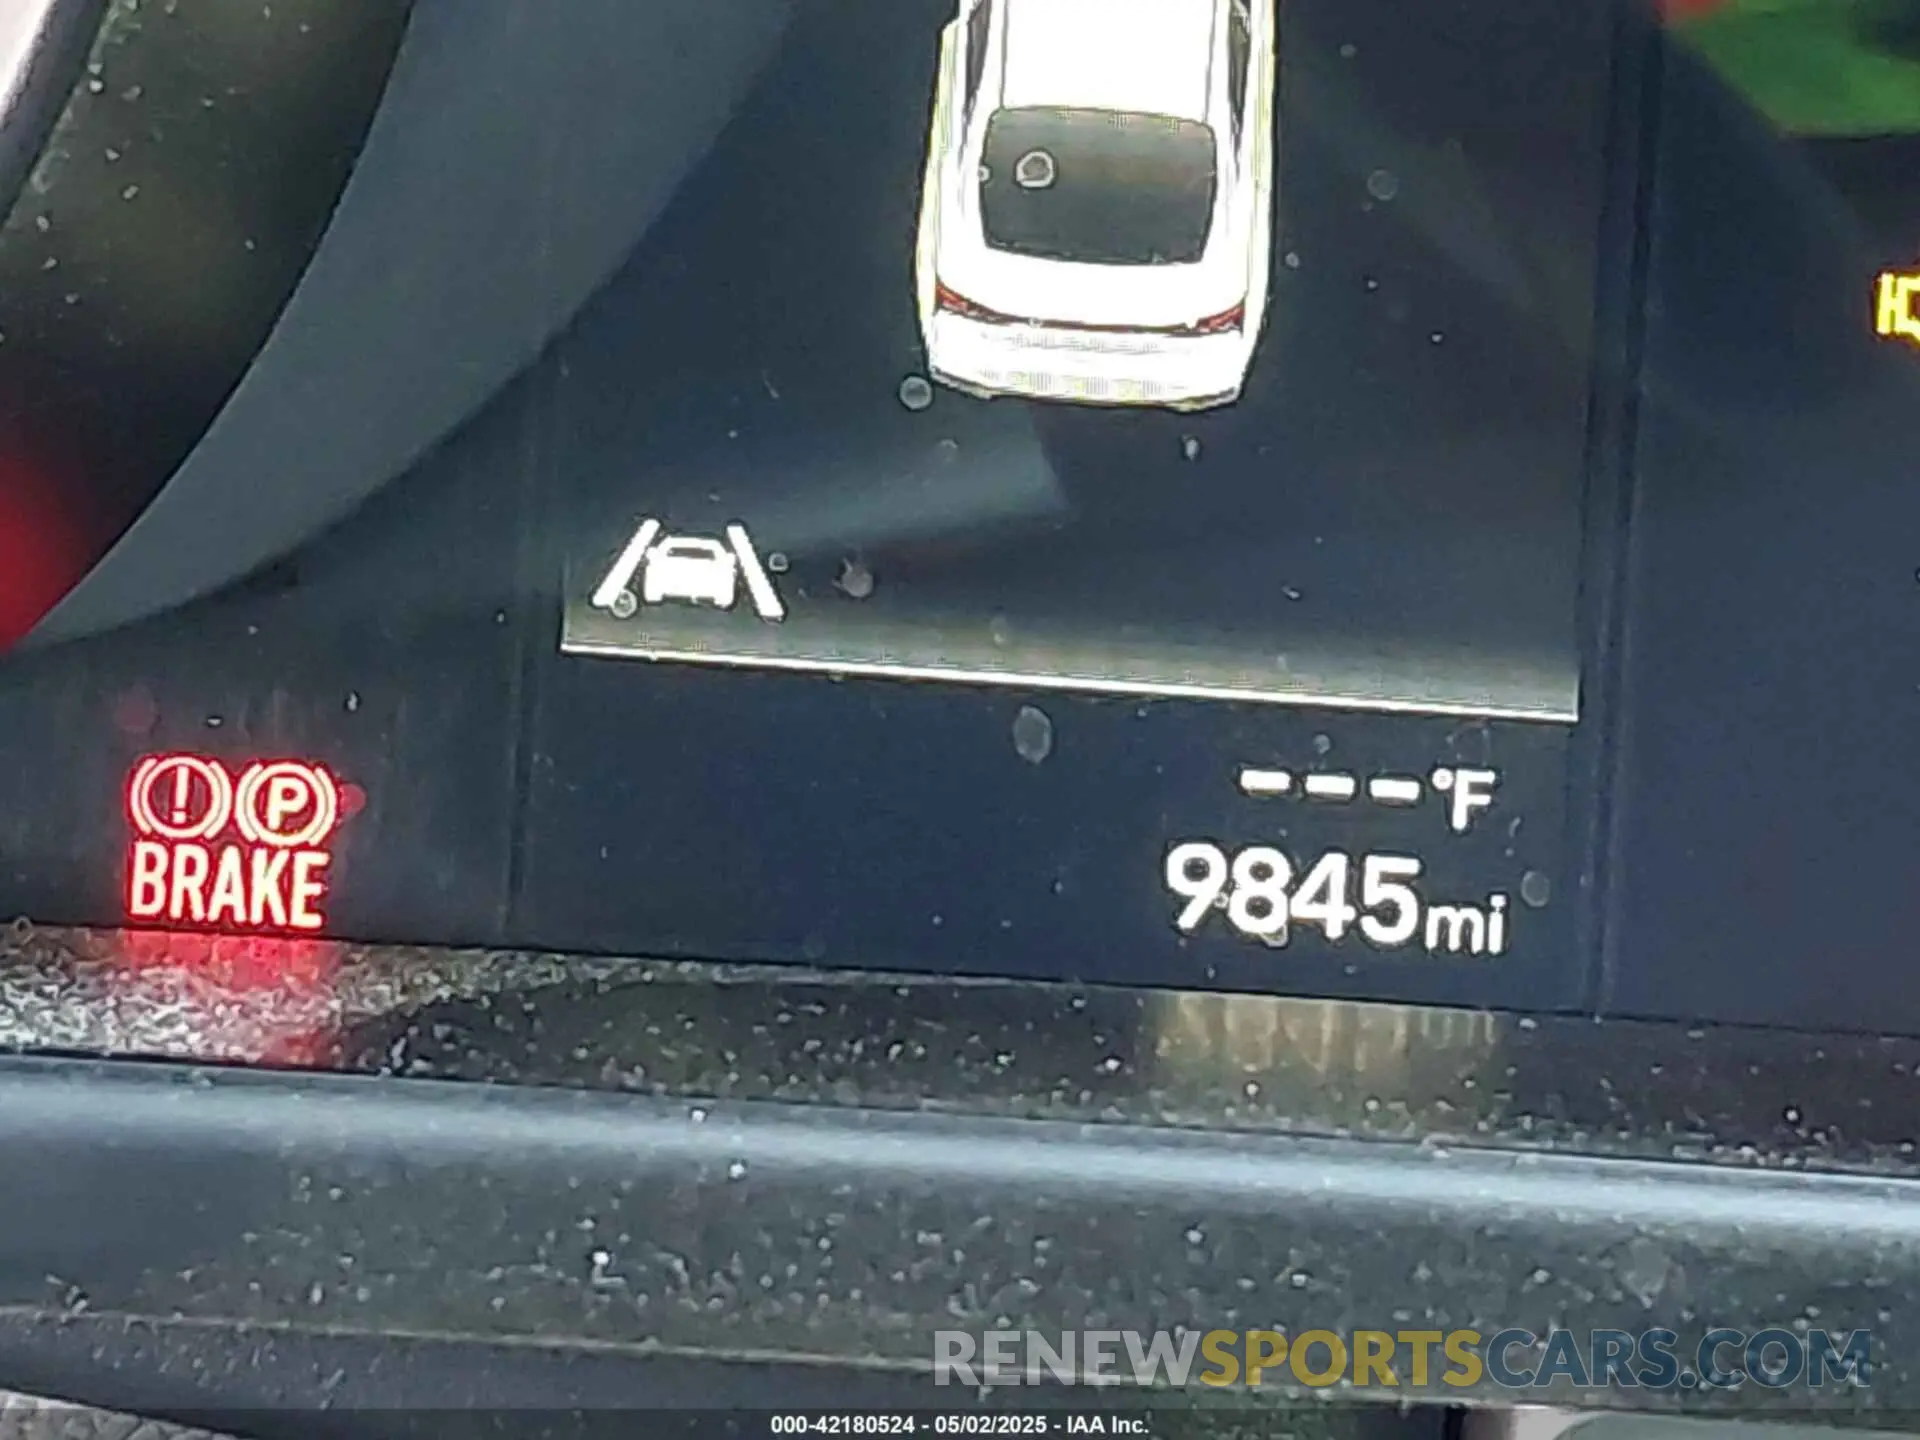 BRAKE
P
---°F
9845mi
RENEWSPORTSCARS.COM
000-42180524 - 05/02/2025 - IAA Inc.